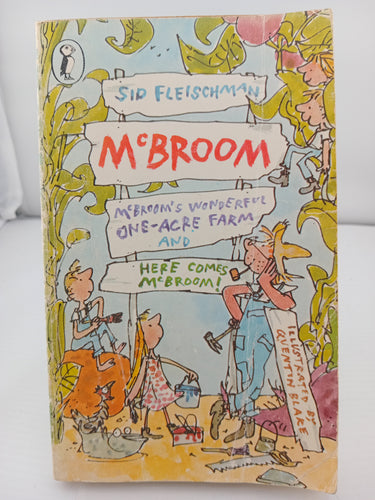 SID FLEISCHMAN
McBROOM
McBROOM'S WONDERFUL
ONE-ACRE FARM
AND
HERE COMES
McBROOM!
ILLUSTRATED BY
QUENTIN BLAKE